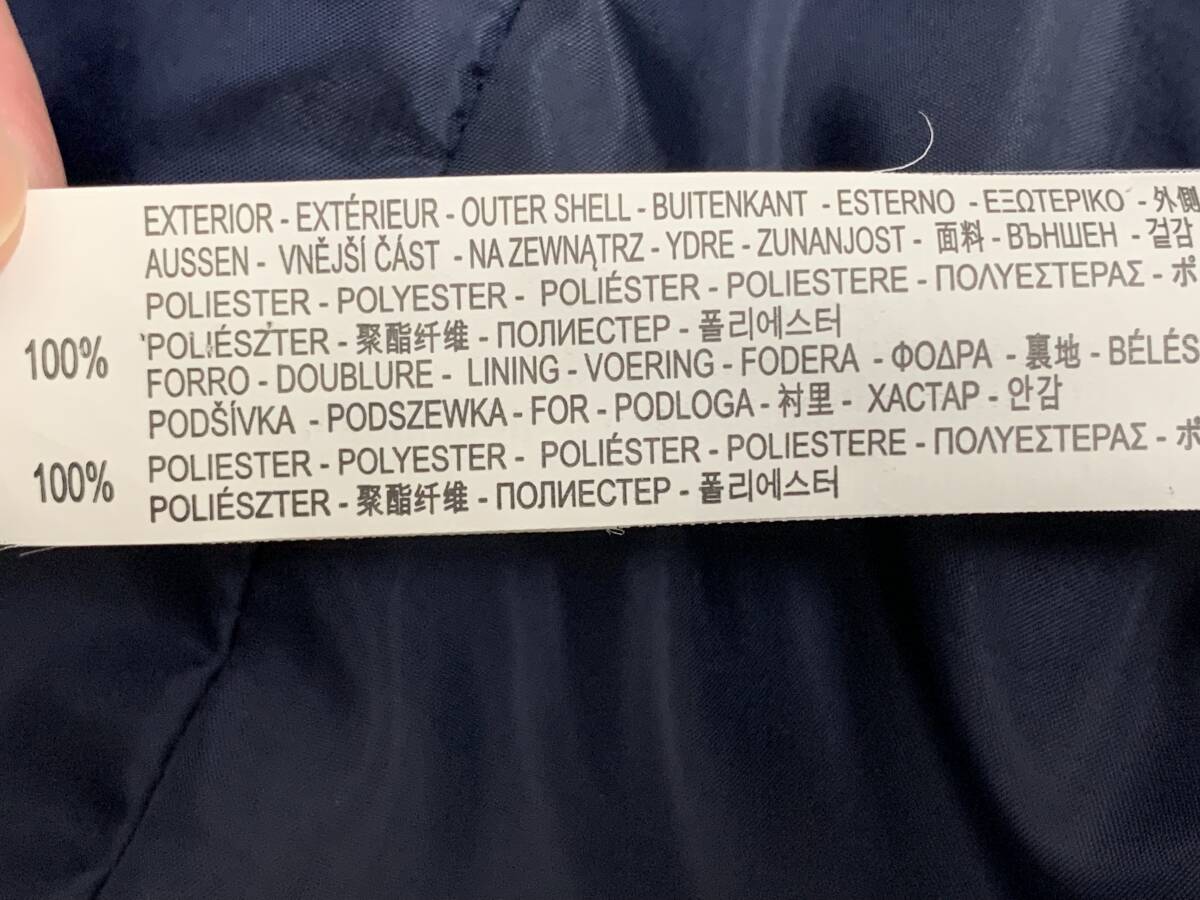 EXTERIOR - EXTÉRIEUR - OUTER SHELL - BUITENKANT - ESTERNO - ΕΞΩΤΕΡΙΚΟ - 外側
AUSSEN - VNĚJŠÍ ČÁST - NA ZEWNĄTRZ - YDRE - ZUNANJOST - 面料 - ВЪНШЕН - 겉감
POLIESTER - POLYESTER - POLIÉSTER - POLIESTERE - ΠΟΛΥΕΣΤΕΡΑΣ - ポ
100% POLIÉSZTER - 聚酯纤维 - ПОЛИЕСТЕР - 폴리에스터
FORRO - DOUBLURE - LINING - VOERING - FODERA - ΦΟΔΡΑ - 裏地 - BÉLÉS
PODŠÍVKA - PODSZEWKA - FOR - PODLOGA - 衬里 - ХАСТАР - 안감
100% POLIESTER - POLYESTER - POLIÉSTER - POLIESTERE - ΠΟΛΥΕΣΤΕΡΑΣ - ポ
POLIÉSZTER - 聚酯纤维 - ПОЛИЕСТЕР - 폴리에스터